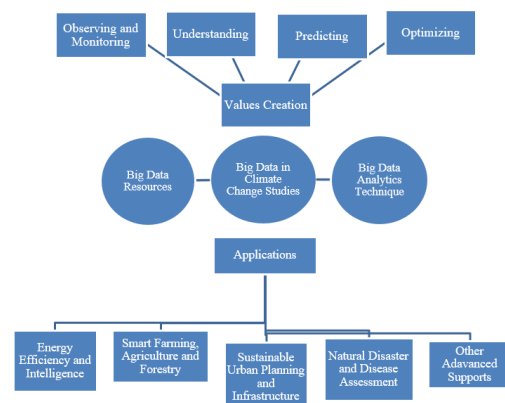 Observing and
Monitoring
Understanding
Predicting
Optimizing
Values Creation
Big Data
Resources
Big Data in
Climate
Change Studies
Big Data
Analytics
Technique
Applications
Energy
Efficiency and
Intelligence
Smart Farming,
Agriculture and
Forestry
Sustainable
Urban Planning
and
Infrastructure
Natural Disaster
and Disease
Assessment
Other
Adavanced
Supports